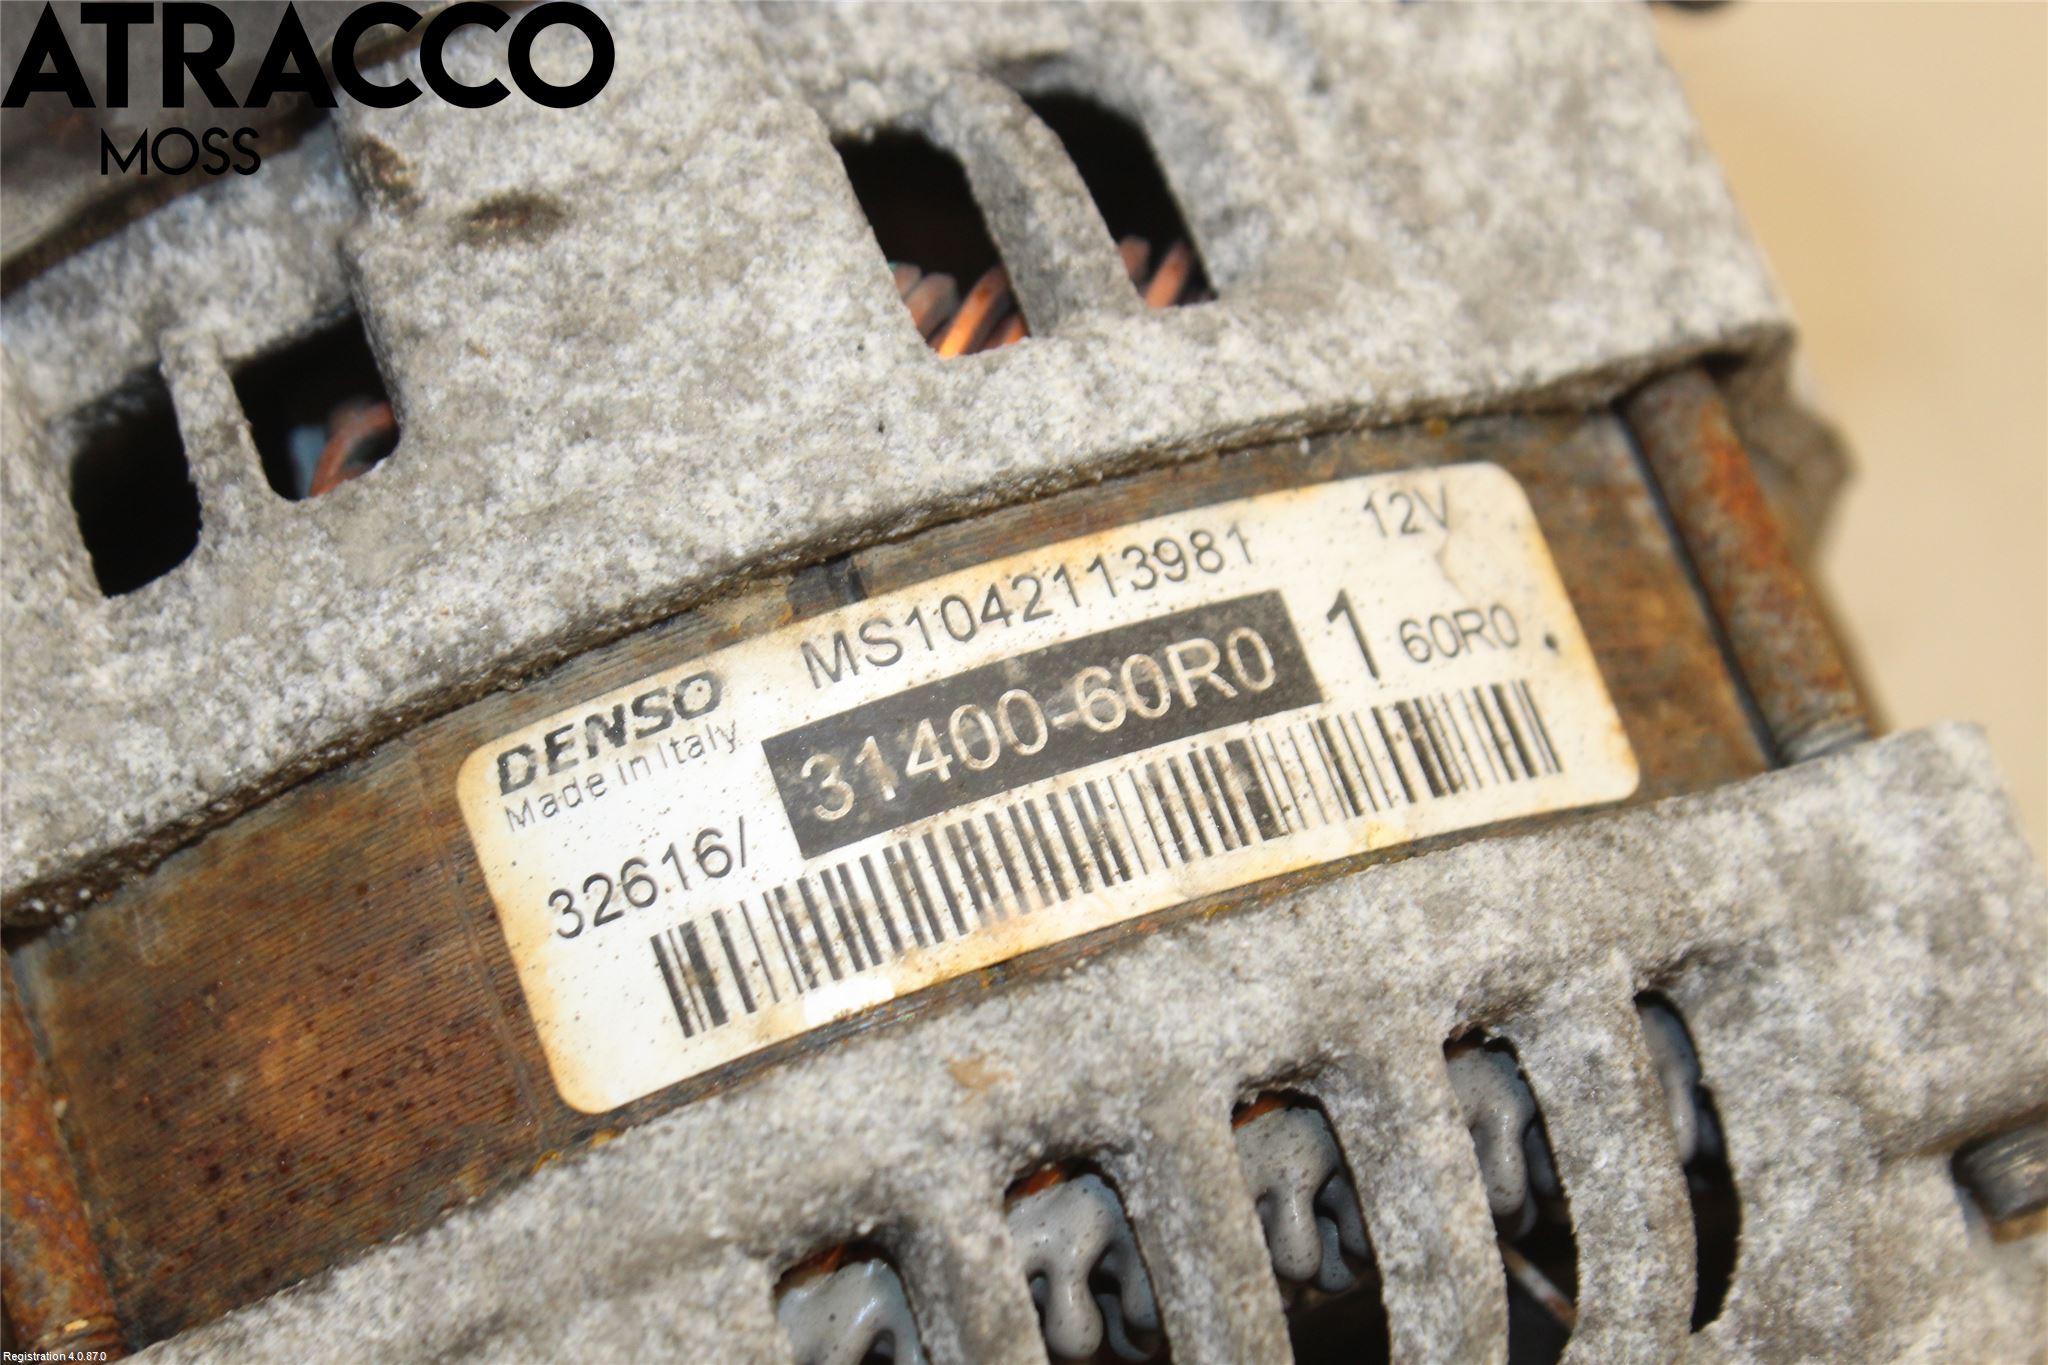 ATRACCO
MOSS
MS1042113981 12V
DENSO
Made in Italy
31400-60R0 1 60R0
32616/
Registration 4.0.87.0